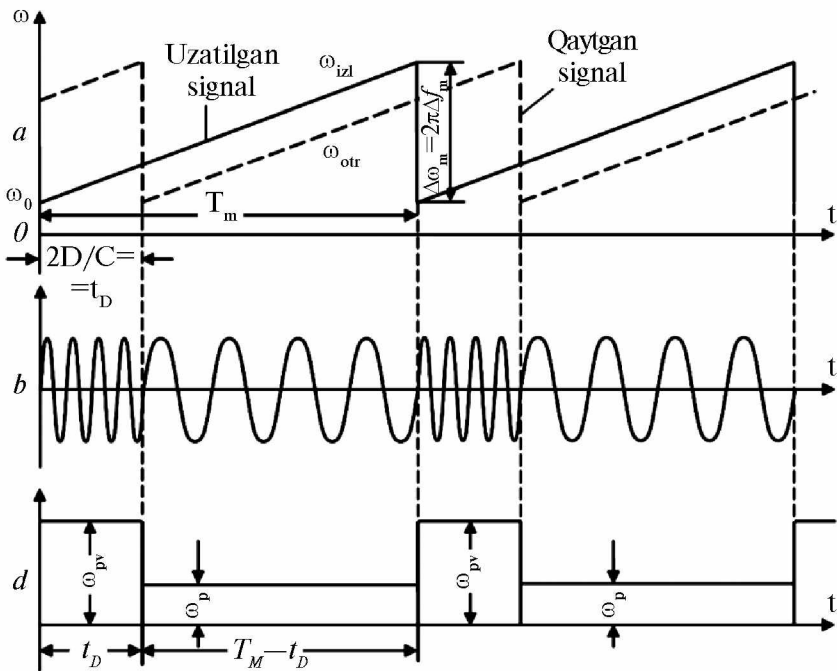 ω
Uzatilgan
signal
ω_izl
Qaytgan
signal
a
ω_otr
Δω_m=2πΔf_m
ω_0
T_m
t
0
2D/C=
=t_D
b
t
d
ω_pv
ω_p
ω_pv
ω_p
t
t_D
T_M–t_D